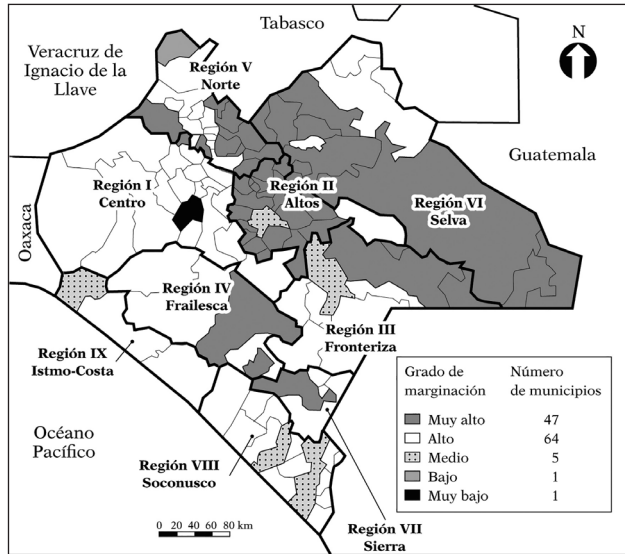 Tabasco
Veracruz de
Ignacio de la
Llave
N
Región V
Norte
Guatemala
Región I
Centro
Región II
Altos
Región VI
Selva
Oaxaca
Región IV
Frailesca
Región III
Fronteriza
Región IX
Istmo-Costa
Océano
Pacífico
Región VIII
Soconusco
Región VII
Sierra
0 20 40 60 80 km
Grado de marginación
Número de municipios
Muy alto 47
Alto 64
Medio 5
Bajo 1
Muy bajo 1